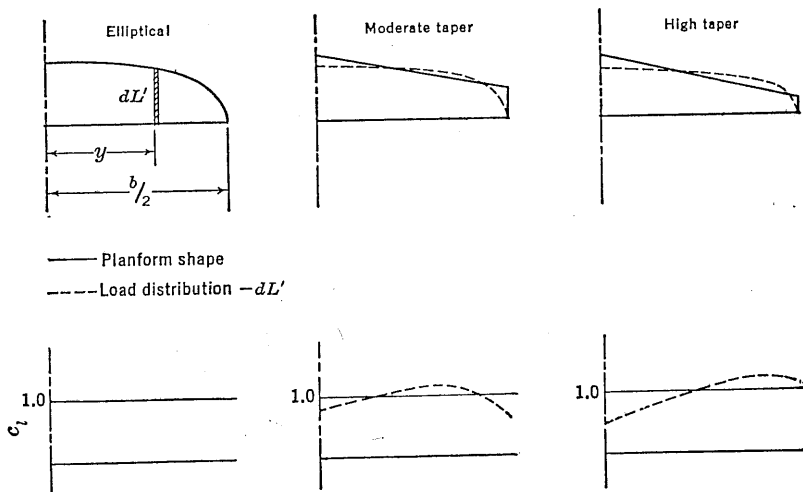 Elliptical
Moderate taper
High taper
dL'
y
b/2
Planform shape
Load distribution –dL'
1.0
1.0
1.0
c_l